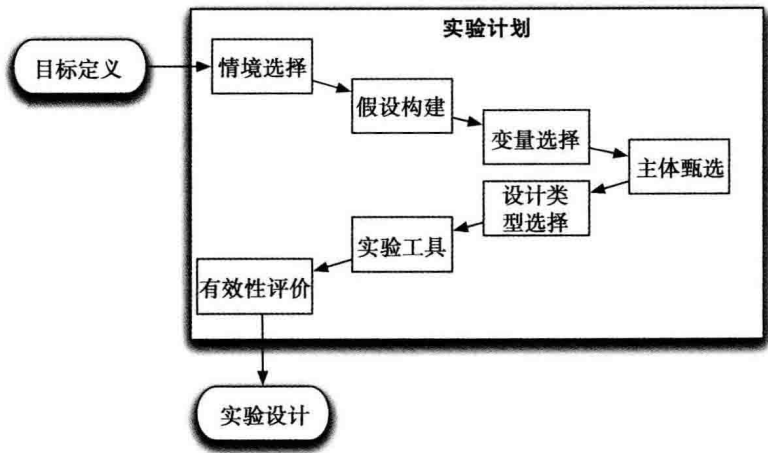 实验计划
目标定义
情境选择
假设构建
变量选择
主体甄选
设计类
型选择
实验工具
有效性评价
实验设计